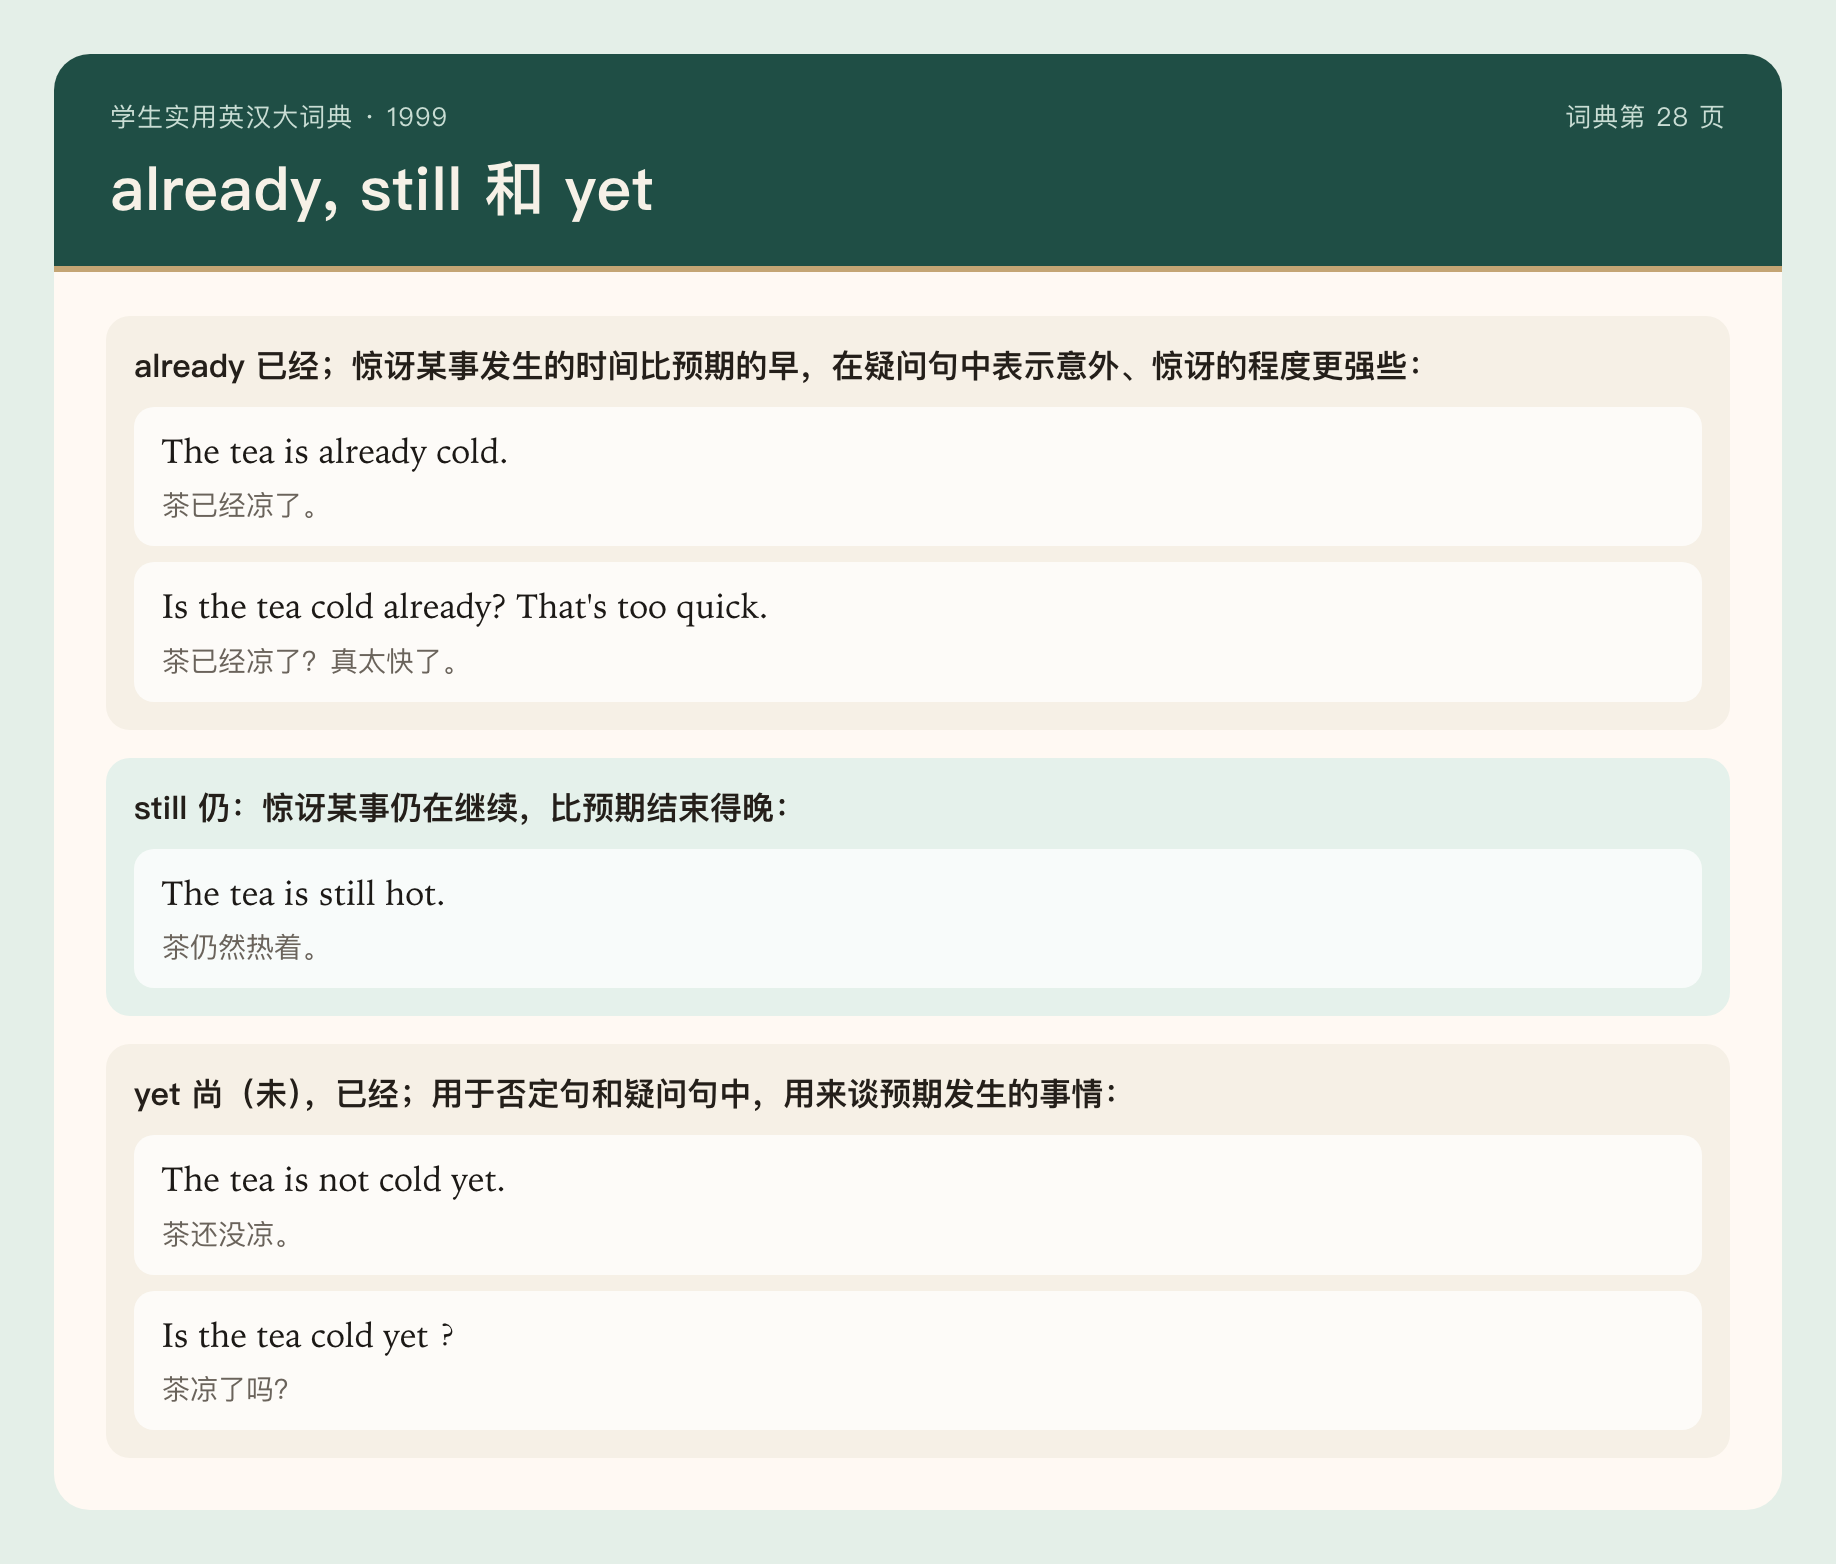 学生实用英汉大词典 · 1999
词典第 28 页
already, still 和 yet
already 已经；惊讶某事发生的时间比预期的早，在疑问句中表示意外、惊讶的程度更强些：
The tea is already cold.
茶已经凉了。
Is the tea cold already? That's too quick.
茶已经凉了？真太快了。
still 仍：惊讶某事仍在继续，比预期结束得晚：
The tea is still hot.
茶仍然热着。
yet 尚（未），已经；用于否定句和疑问句中，用来谈预期发生的事情：
The tea is not cold yet.
茶还没凉。
Is the tea cold yet ?
茶凉了吗？